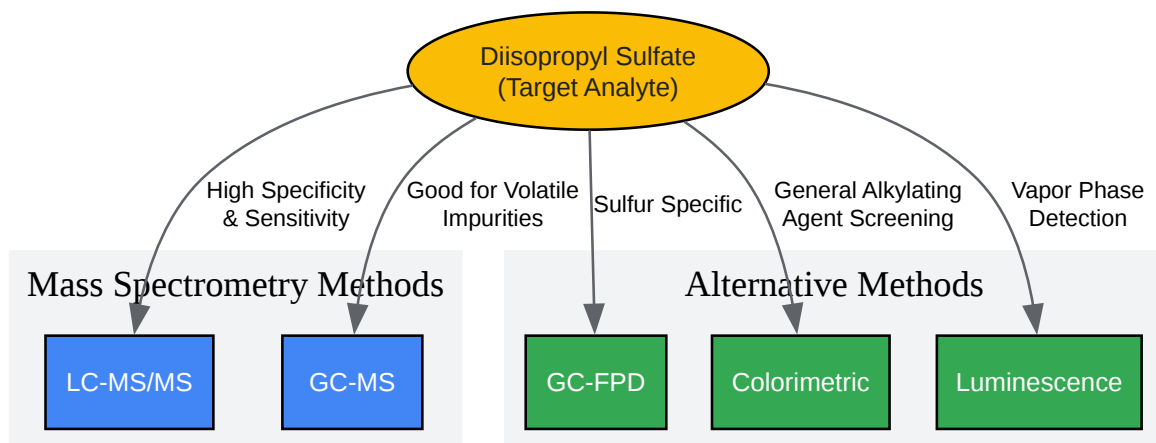 Diisopropyl Sulfate
(Target Analyte)
High Specificity
& Sensitivity
Good for Volatile
Impurities
Sulfur Specific
General Alkylating
Agent Screening
Vapor Phase
Detection
Mass Spectrometry Methods
Alternative Methods
LC-MS/MS
GC-MS
GC-FPD
Colorimetric
Luminescence